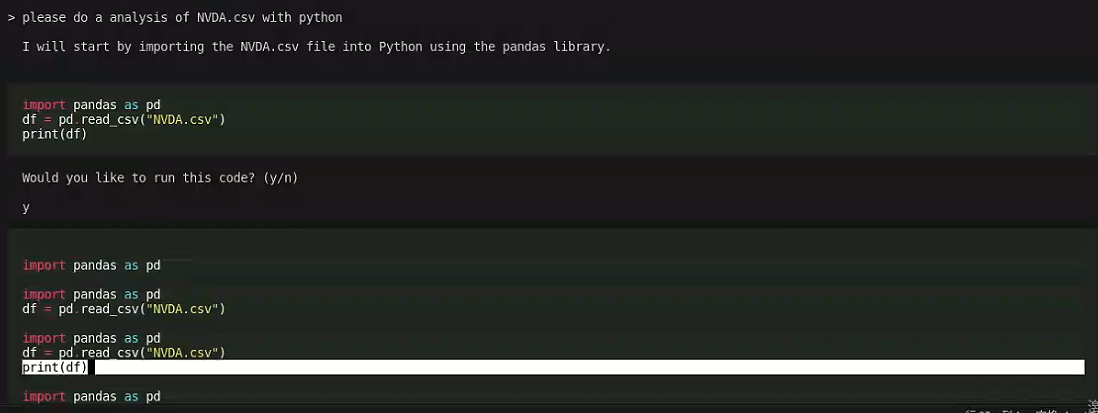 > please do a analysis of NVDA.csv with python
I will start by importing the NVDA.csv file into Python using the pandas library.
import pandas as pd
df = pd.read_csv("NVDA.csv")
print(df)
Would you like to run this code? (y/n)
y
import pandas as pd
import pandas as pd
df = pd.read_csv("NVDA.csv")
import pandas as pd
df = pd.read_csv("NVDA.csv")
print(df)
import pandas as pd